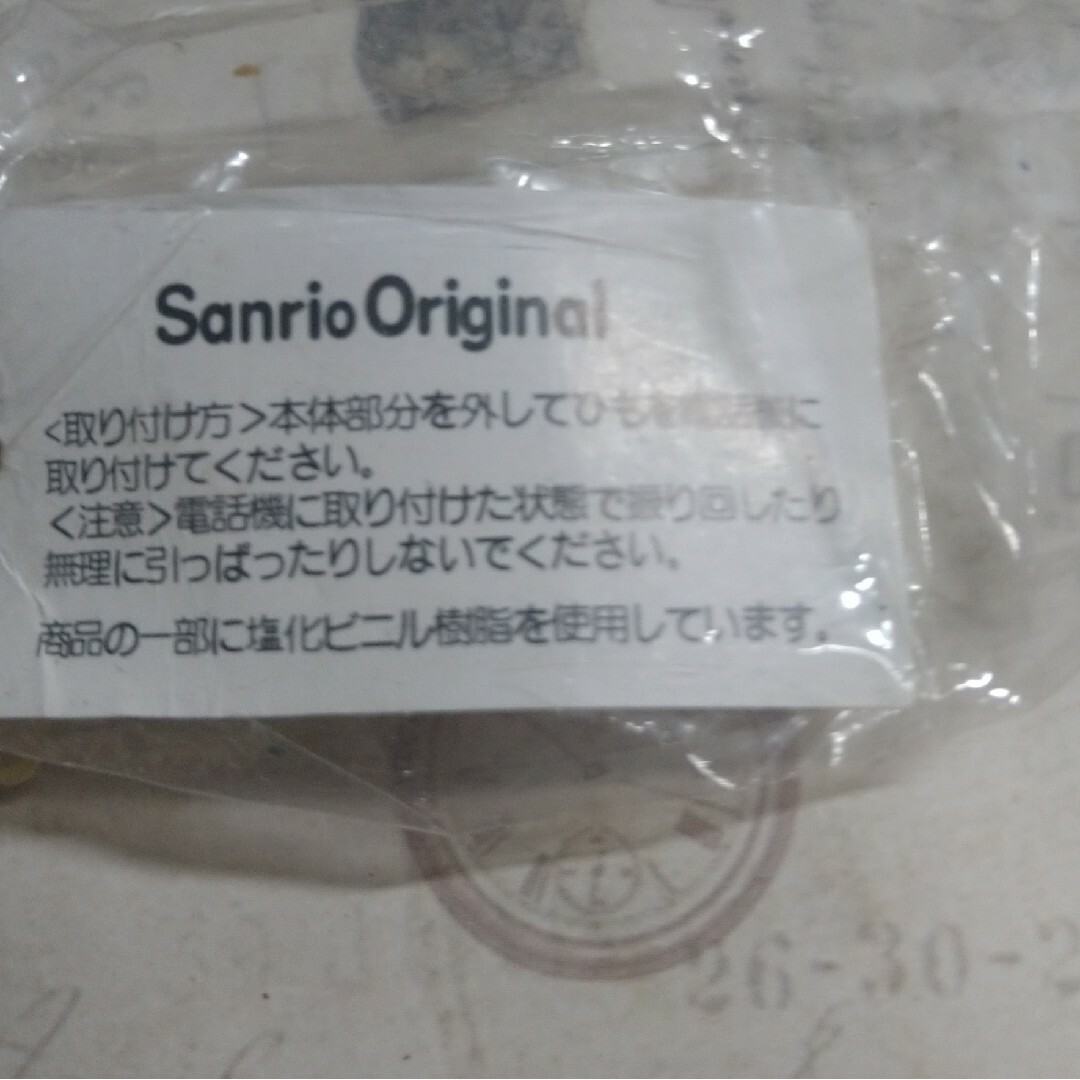 Sanrio Original
<取り付け方>本体部分を外してひもを電話機に
取り付けてください。
<注意>電話機に取り付けた状態で振り回したり
無理に引っぱったりしないでください。
商品の一部に塩化ビニル樹脂を使用しています。
26-30-2